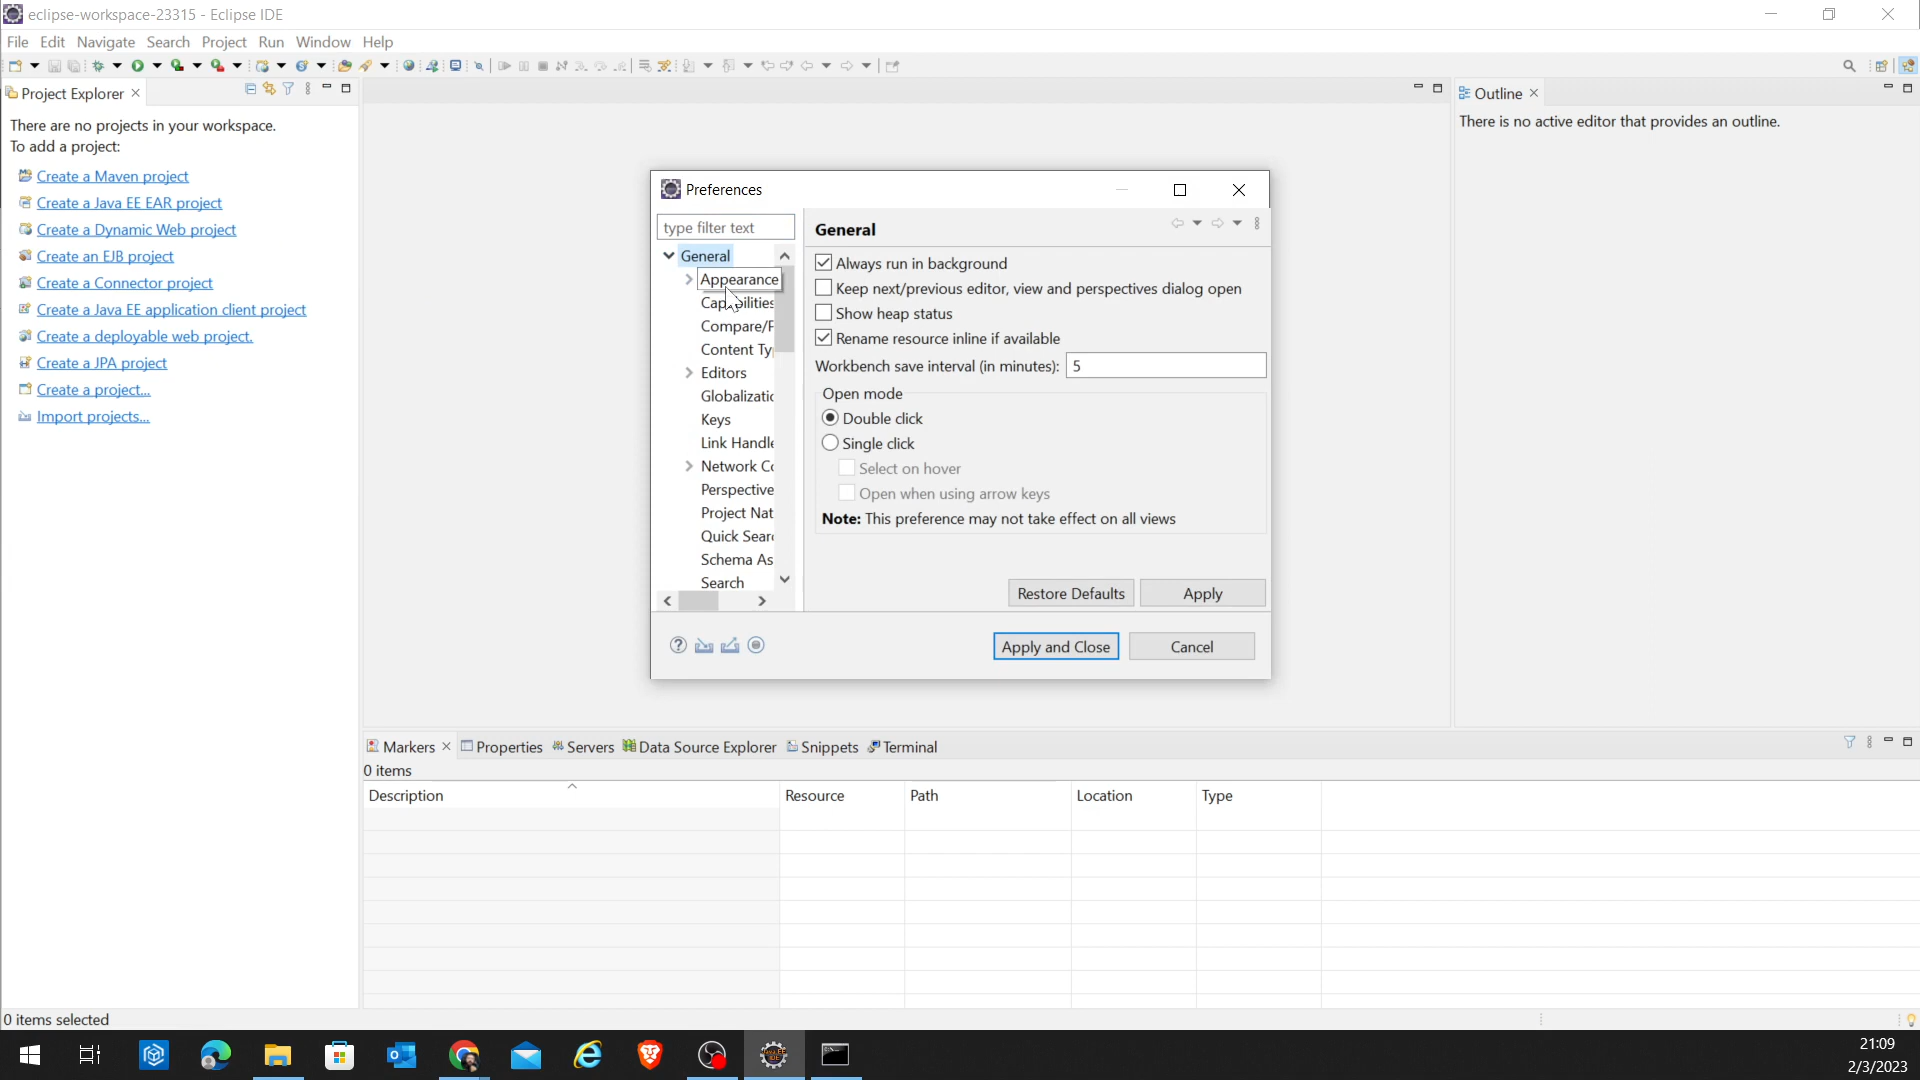 eclipse-workspace-23315 - Eclipse IDE
File Edit Navigate Search Project Run Window Help
Project Explorer
There are no projects in your workspace.
To add a project:
Create a Maven project
Create a Java EE EAR project
Create a Dynamic Web project
Create an EJB project
Create a Connector project
Create a Java EE application client project
Create a deployable web project.
Create a JPA project
Create a project...
Import projects...
Outline
There is no active editor that provides an outline.
Preferences
type filter text
General
Appearance
Capabilities
Compare/P
Content Ty
Editors
Globalizatio
Keys
Link Handle
Network Co
Perspective
Project Nat
Quick Sear
Schema As
Search
General
Always run in background
Keep next/previous editor, view and perspectives dialog open
Show heap status
Rename resource inline if available
Workbench save interval (in minutes): 5
Open mode
Double click
Single click
Select on hover
Open when using arrow keys
Note: This preference may not take effect on all views
Restore Defaults Apply
Apply and Close Cancel
Markers Properties Servers Data Source Explorer Snippets Terminal
0 items
Description Resource Path Location Type
0 items selected
21:09
2/3/2023